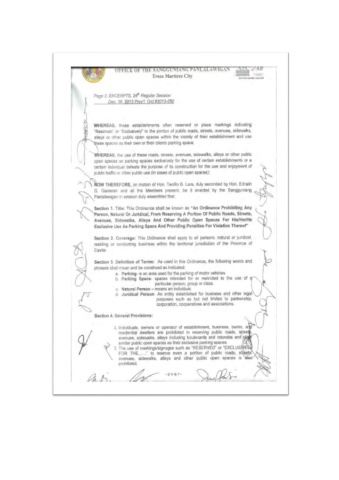 OFFICE OF THE SANGGUNIANG PANLALAWIGAN
Trece Martires City
Page 2 EXCERPTS, 28th Regular Session
WHEREAS, these establishments often reserved or place markings indicating
"Reserved" or "Exclusively" to the portion of public roads, streets, avenues, sidewalks,
alleys or other public open spaces within the vicinity of their establishment and use
these spaces as their own or their clients parking space;
WHEREAS, the use of these roads, streets, avenues, sidewalks, alleys or other public
open spaces as parking spaces exclusively for the use of certain establishments or a
certain individual defeats the purpose of its construction for the use and enjoyment of
public traffic or other public use (in cases of public open spaces);
NOW THEREFORE, on motion of Hon. Teofilo B. Lara, duly seconded by Hon.
and all the Members present, be it enacted by the Sangguniang
Panlalawigan in session duly assembled that:
Section 1. Title: This Ordinance shall be known as "An Ordinance Prohibiting Any
Person, Natural Or Juridical, From Reserving A Portion Of Public Roads, Streets,
Avenues, Sidewalks, Alleys And Other Public Open Spaces For His/Her/Its
Exclusive Use As Parking Space And Providing Penalties For Violation Thereof"
Section 2. Coverage: This Ordinance shall apply to all persons, natural or juridical,
residing or conducting business within the territorial jurisdiction of the Province of
Cavite.
Section 3. Definition of Terms: As used in this Ordinance, the following words and
phrases shall mean and be construed as indicated:
Parking- is an area used for the parking of motor vehicles.
Parking Space- spaces intended for or restricted to the use of a
particular person, group or class.
Natural Person – means an individual.
Juridical Person- An entity established for business and other legal
purposes such as but not limited to partnership,
corporation, cooperatives and associations.
Section 4. General Provisions:
Individuals, owners or operator of establishment, business, banks, and
residential dwellers are prohibited in reserving public roads, streets,
avenues, sidewalks, alleys including boulevards and rotundas and
similar public open spaces as their exclusive parking spaces.
The use of markings/signages such as "RESERVED" or "EXCLUSIVE
FOR THE....." to reserve even a portion of public roads, streets,
avenues, sidewalks, alleys and other public open spaces is also
prohibited.